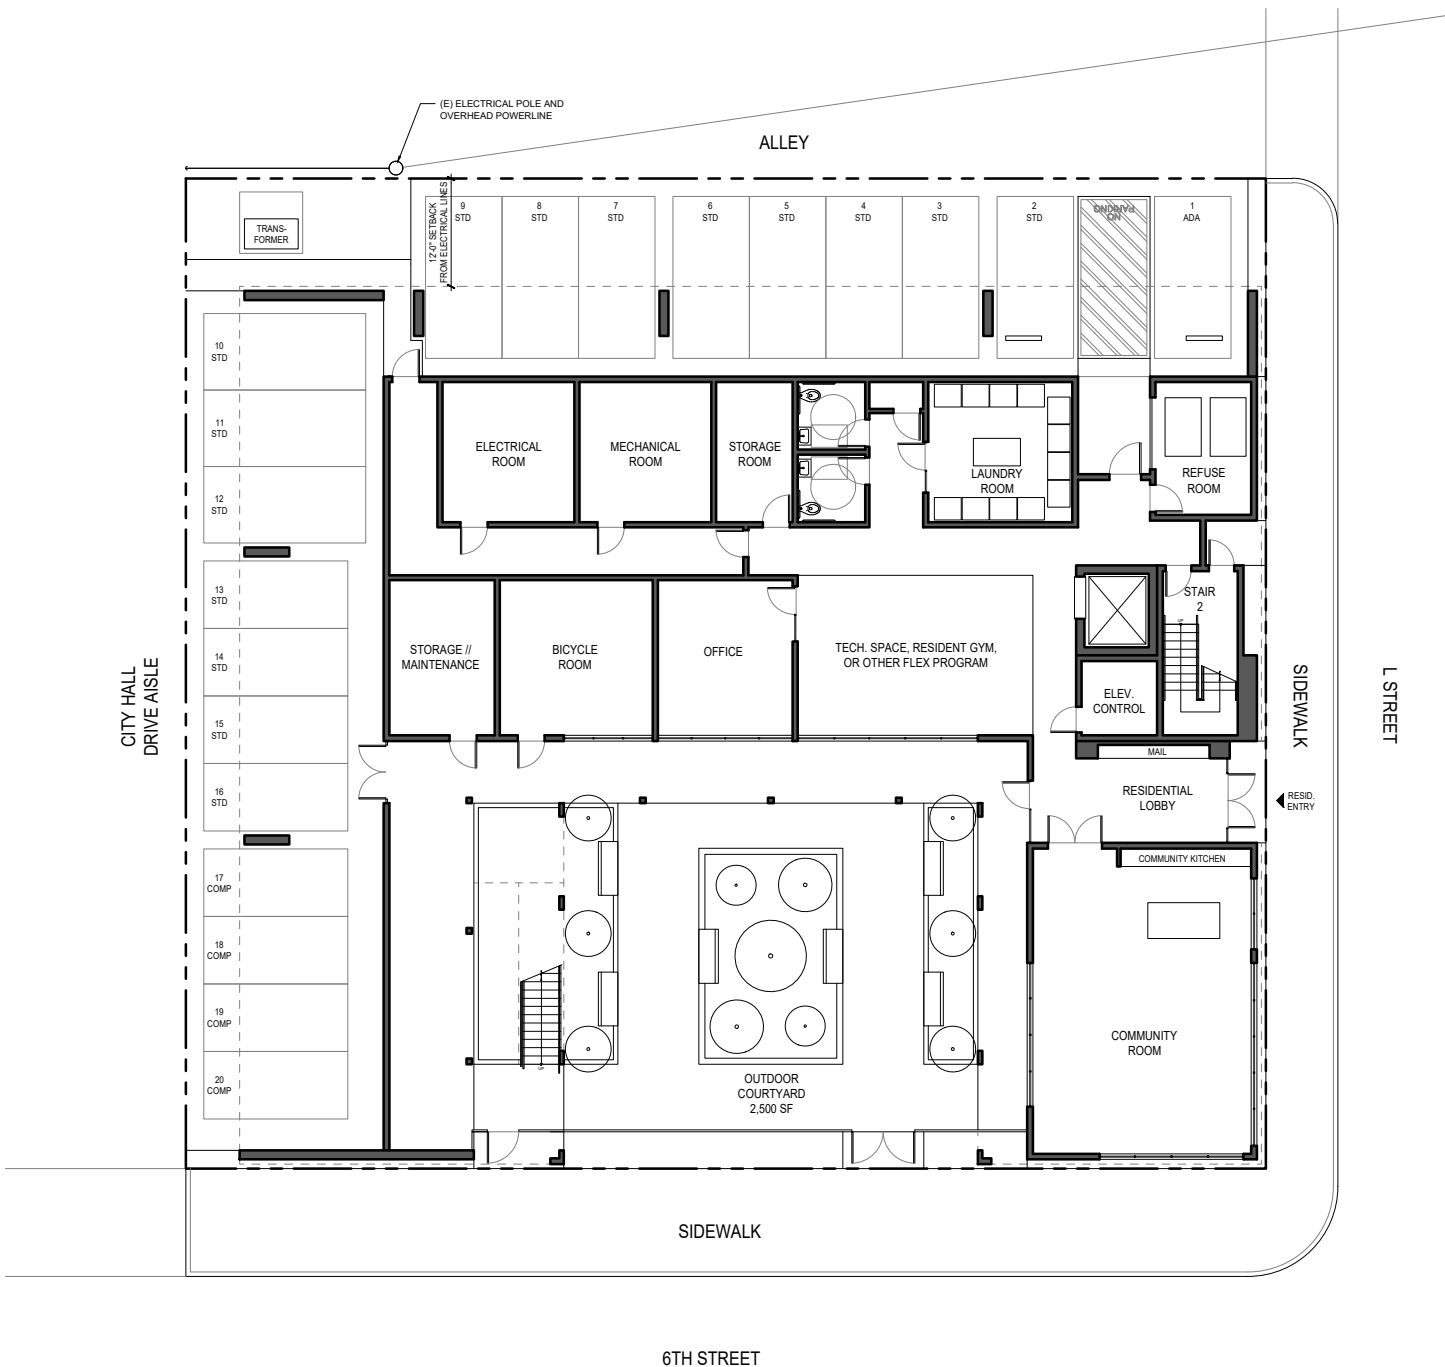 (E) ELECTRICAL POLE AND
OVERHEAD POWERLINE
ALLEY
TRANS-
FORMER
12'-0" SETBACK
FROM ELECTRICAL LINES
9
STD
8
STD
7
STD
6
STD
5
STD
4
STD
3
STD
2
STD
NO
PARKING
1
ADA
10
STD
11
STD
12
STD
13
STD
14
STD
15
STD
16
STD
17
COMP
18
COMP
19
COMP
20
COMP
CITY HALL
DRIVE AISLE
ELECTRICAL
ROOM
MECHANICAL
ROOM
STORAGE
ROOM
LAUNDRY
ROOM
REFUSE
ROOM
STORAGE //
MAINTENANCE
BICYCLE
ROOM
OFFICE
TECH. SPACE, RESIDENT GYM,
OR OTHER FLEX PROGRAM
STAIR
2
UP
ELEV.
CONTROL
MAIL
RESIDENTIAL
LOBBY
RESID.
ENTRY
SIDEWALK
L STREET
COMMUNITY KITCHEN
COMMUNITY
ROOM
UP
OUTDOOR
COURTYARD
2,500 SF
SIDEWALK
6TH STREET